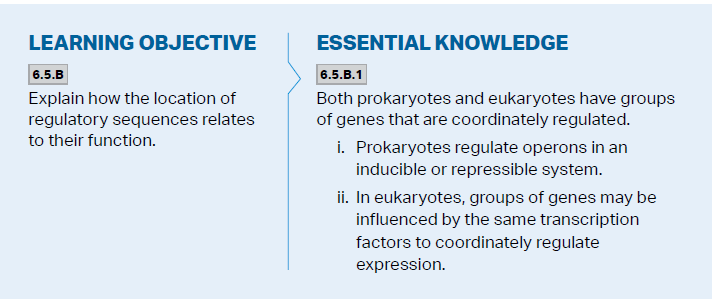 LEARNING OBJECTIVE
6.5.B
Explain how the location of
regulatory sequences relates
to their function.
ESSENTIAL KNOWLEDGE
6.5.B.1
Both prokaryotes and eukaryotes have groups
of genes that are coordinately regulated.
i. Prokaryotes regulate operons in an
inducible or repressible system.
ii. In eukaryotes, groups of genes may be
influenced by the same transcription
factors to coordinately regulate
expression.